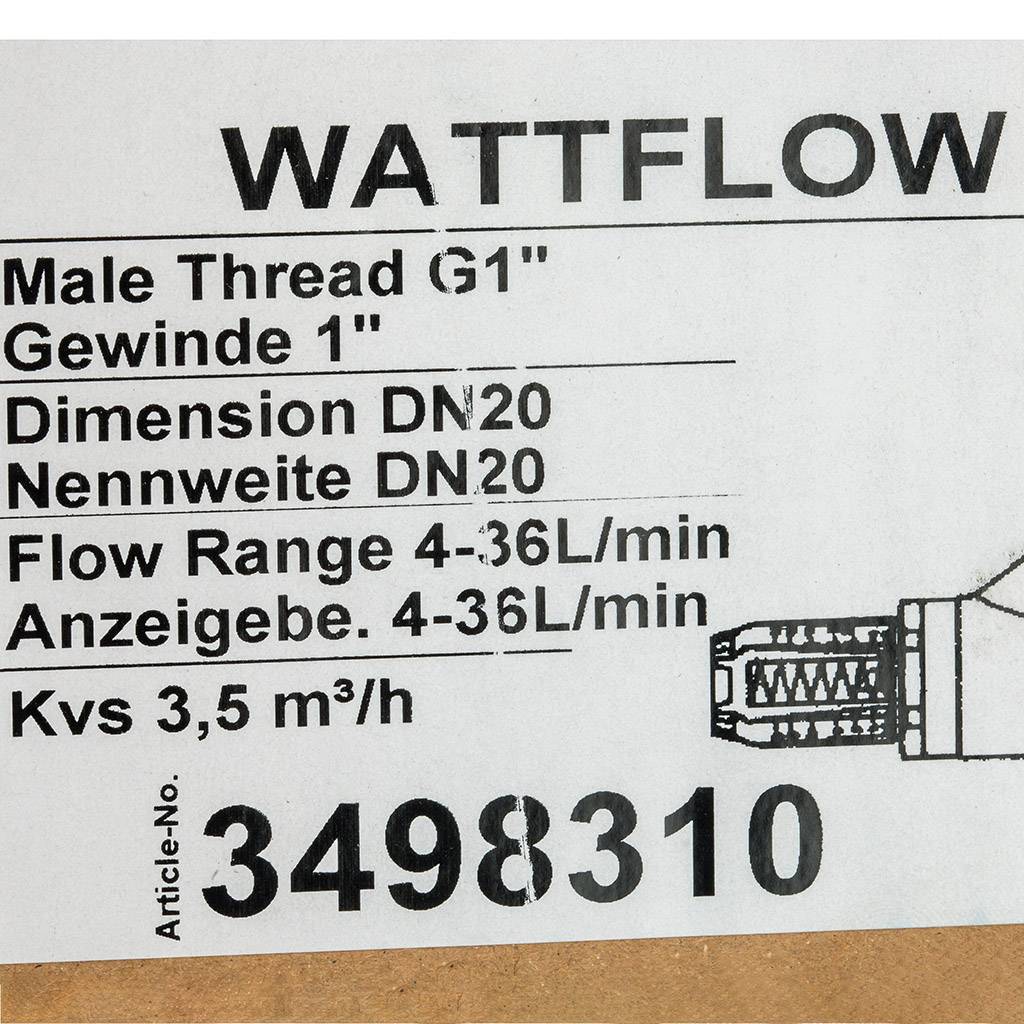 WATTFLOW
Male Thread G1"
Gewinde 1"
Dimension DN20
Nennweite DN20
Flow Range 4-36L/min
Anzeigebe. 4-36L/min
Kvs 3,5 m³/h
Article-No.
3498310